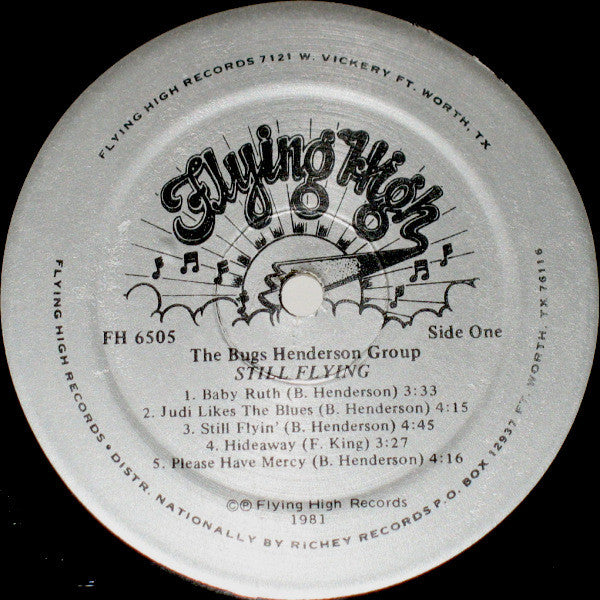 FLYING HIGH RECORDS 7121 W. VICKERY FT. WORTH, TX
Flying High
FH 6505
Side One
The Bugs Henderson Group
STILL FLYING
1. Baby Ruth (B. Henderson) 3:33
2. Judi Likes The Blues (B. Henderson) 4:15
3. Still Flyin' (B. Henderson) 4:45
4. Hideaway (F. King) 3:27
5. Please Have Mercy (B. Henderson) 4:16
©℗ Flying High Records
1981
FLYING HIGH RECORDS • DISTR. NATIONALLY BY RICHEY RECORDS P.O. BOX 12937 FT. WORTH, TX 76116